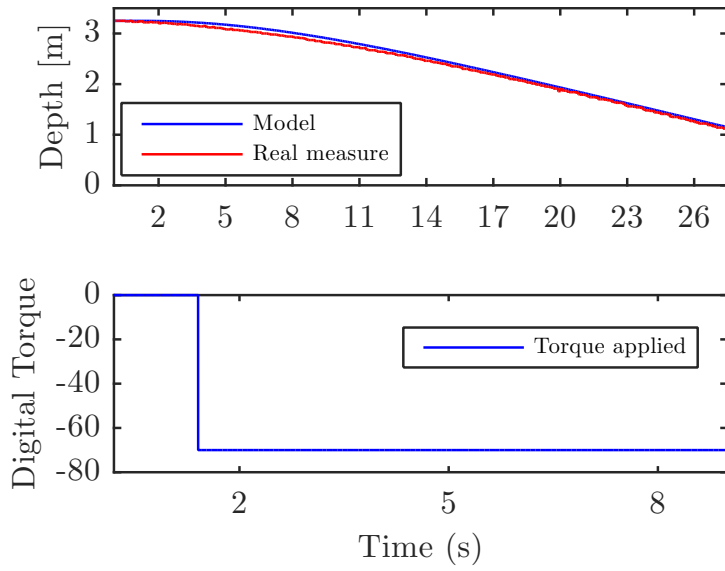 Depth [m]
3
2
1
0
Model
Real measure
2 5 8 11 14 17 20 23 26
Digital Torque
0
-20
-40
-60
-80
Torque applied
2 5 8
Time (s)